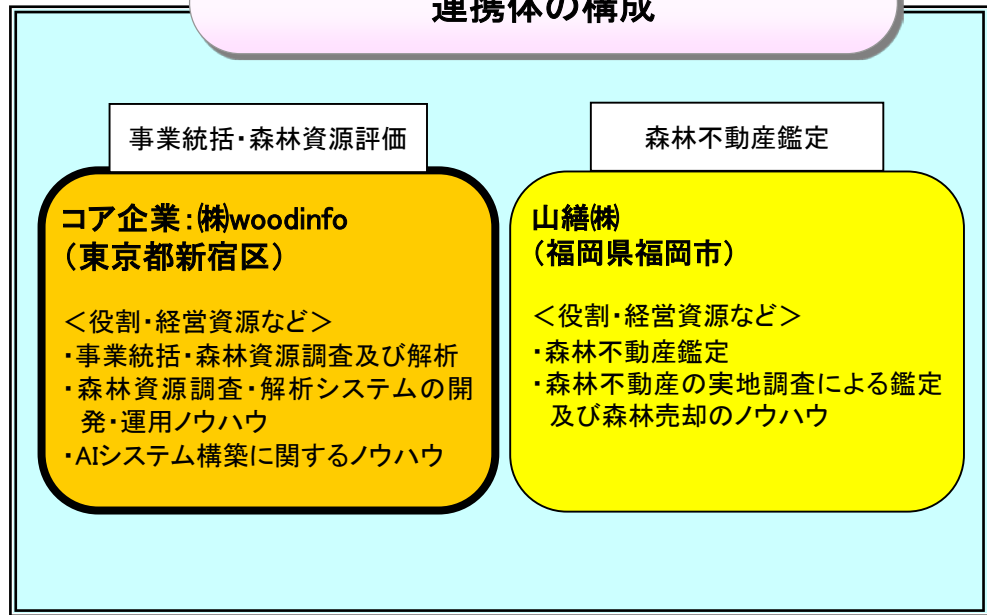 連携体の構成
事業統括・森林資源評価
コア企業:㈱woodinfo
(東京都新宿区)
<役割・経営資源など>
・事業統括・森林資源調査及び解析
・森林資源調査・解析システムの開
発・運用ノウハウ
・AIシステム構築に関するノウハウ
森林不動産鑑定
山繕㈱
(福岡県福岡市)
<役割・経営資源など>
・森林不動産鑑定
・森林不動産の実地調査による鑑定
及び森林売却のノウハウ